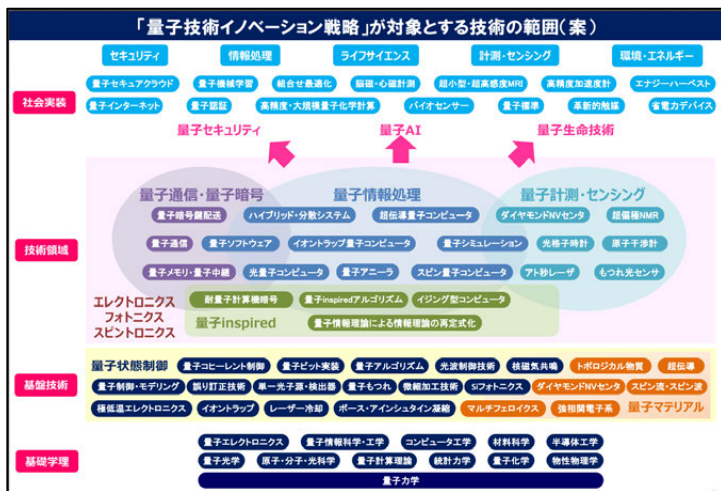 「量子技術イノベーション戦略」が対象とする技術の範囲(案)
セキュリティ 情報処理 ライフサイエンス 計測・センシング 環境・エネルギー
量子セキュアクラウド 量子機械学習 組合せ最適化 脳磁・心磁計測 超小型・超高感度MRI 高精度加速度計 エナジーハーベスト
社会実装
量子インターネット 量子認証 高精度・大規模量子化学計算 バイオセンサー 量子標準 革新的触媒 省電力デバイス
量子セキュリティ 量子AI 量子生命技術
量子通信・量子暗号 量子情報処理 量子計測・センシング
量子暗号鍵配送 ハイブリッド・分散システム 超伝導量子コンピュータ ダイヤモンドNVセンタ 超偏極NMR
技術領域
量子通信 量子ソフトウェア イオントラップ量子コンピュータ 量子シミュレーション 光格子時計 原子干渉計
量子メモリ・量子中継 光量子コンピュータ 量子アニーラ スピン量子コンピュータ アト秒レーザ もつれ光センサ
エレクトロニクス
フォトニクス
スピントロニクス
耐量子計算機暗号 量子inspiredアルゴリズム イジング型コンピュータ
量子inspired 量子情報理論による情報理論の再定式化
量子状態制御 量子コヒーレント制御 量子ビット実装 量子アルゴリズム 光波制御技術 核磁気共鳴 トポロジカル物質 超伝導
基盤技術
量子制御・モデリング 誤り訂正技術 単一光子源・検出器 量子もつれ 微細加工技術 Siフォトニクス ダイヤモンドNVセンタ スピン流・スピン波
極低温エレクトロニクス イオントラップ レーザー冷却 ボース・アインシュタイン凝縮 マルチフェロイクス 強相関電子系 量子マテリアル
量子エレクトロニクス 量子情報科学・工学 コンピュータ工学 材料科学 半導体工学
基礎学理
量子光学 原子・分子・光科学 量子計算理論 統計力学 量子化学 物性物理学
量子力学